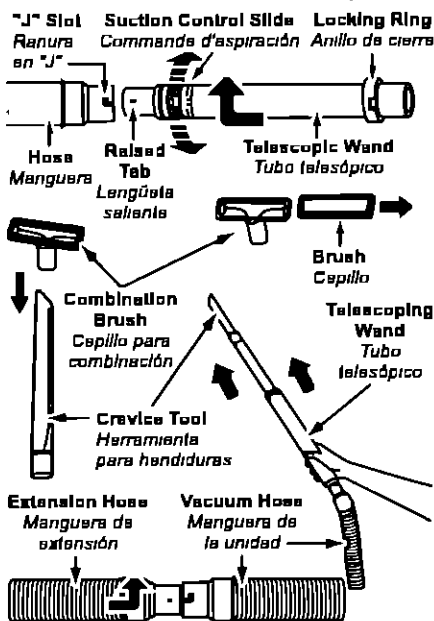 "J" Slot
Ranura
en "J"
Suction Control Slide
Commande d'aspiración
Locking Ring
Anillo de cierre
Hose
Manguera
Raised
Tab
Lengüeta
saliente
Telescopic Wand
Tubo telesópico
Brush
Cepillo
Combination
Brush
Cepillo para
combinación
Telescoping
Wand
Tubo
telesópico
Crevice Tool
Herramienta
para hendiduras
Extension Hose
Manguera de
extensión
Vacuum Hose
Manguera de
la unidad